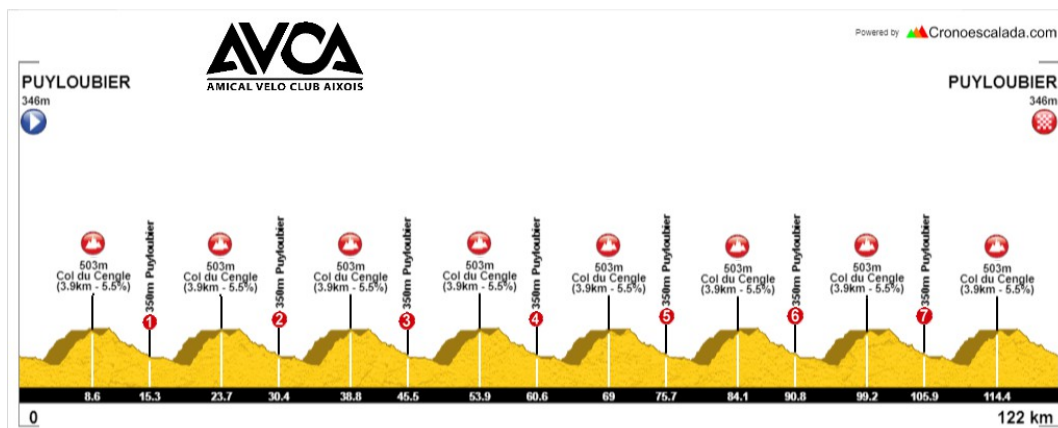 AVCA
AMICAL VELO CLUB AIXOIS
Powered by Cronoescalada.com
PUYLOUBIER
346m
PUYLOUBIER
346m
503m
Col du Cengle
(3.9km - 5.5%)
350m Puyloubier
1
503m
Col du Cengle
(3.9km - 5.5%)
350m Puyloubier
2
503m
Col du Cengle
(3.9km - 5.5%)
350m Puyloubier
3
503m
Col du Cengle
(3.9km - 5.5%)
350m Puyloubier
4
503m
Col du Cengle
(3.9km - 5.5%)
350m Puyloubier
5
503m
Col du Cengle
(3.9km - 5.5%)
350m Puyloubier
6
503m
Col du Cengle
(3.9km - 5.5%)
350m Puyloubier
7
503m
Col du Cengle
(3.9km - 5.5%)
8.6 15.3 23.7 30.4 38.8 45.5 53.9 60.6 69 75.7 84.1 90.8 99.2 105.9 114.4
0 122 km